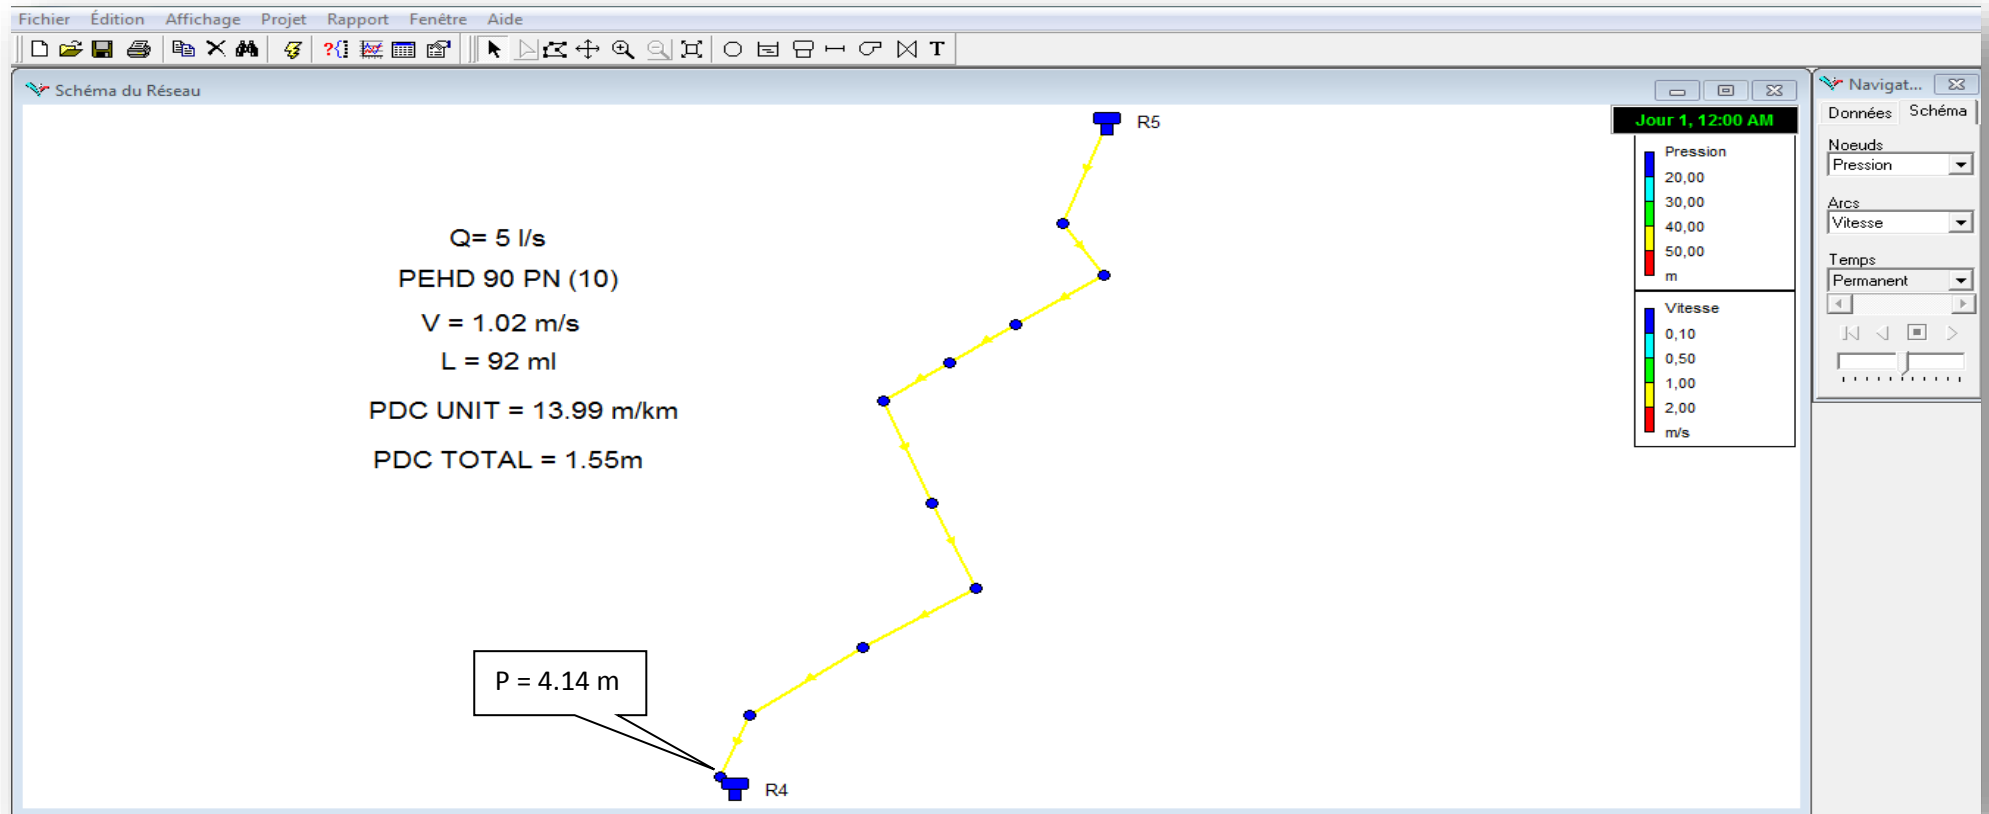 Fichier Édition Affichage Projet Rapport Fenêtre Aide
T
Schéma du Réseau
Navigat...
Données Schéma
Noeuds
Pression
Arcs
Vitesse
Temps
Permanent
Jour 1, 12:00 AM
Pression
20,00
30,00
40,00
50,00
m
Vitesse
0,10
0,50
1,00
2,00
m/s
R5
Q= 5 l/s
PEHD 90 PN (10)
V = 1.02 m/s
L = 92 ml
PDC UNIT = 13.99 m/km
PDC TOTAL = 1.55m
P = 4.14 m
R4